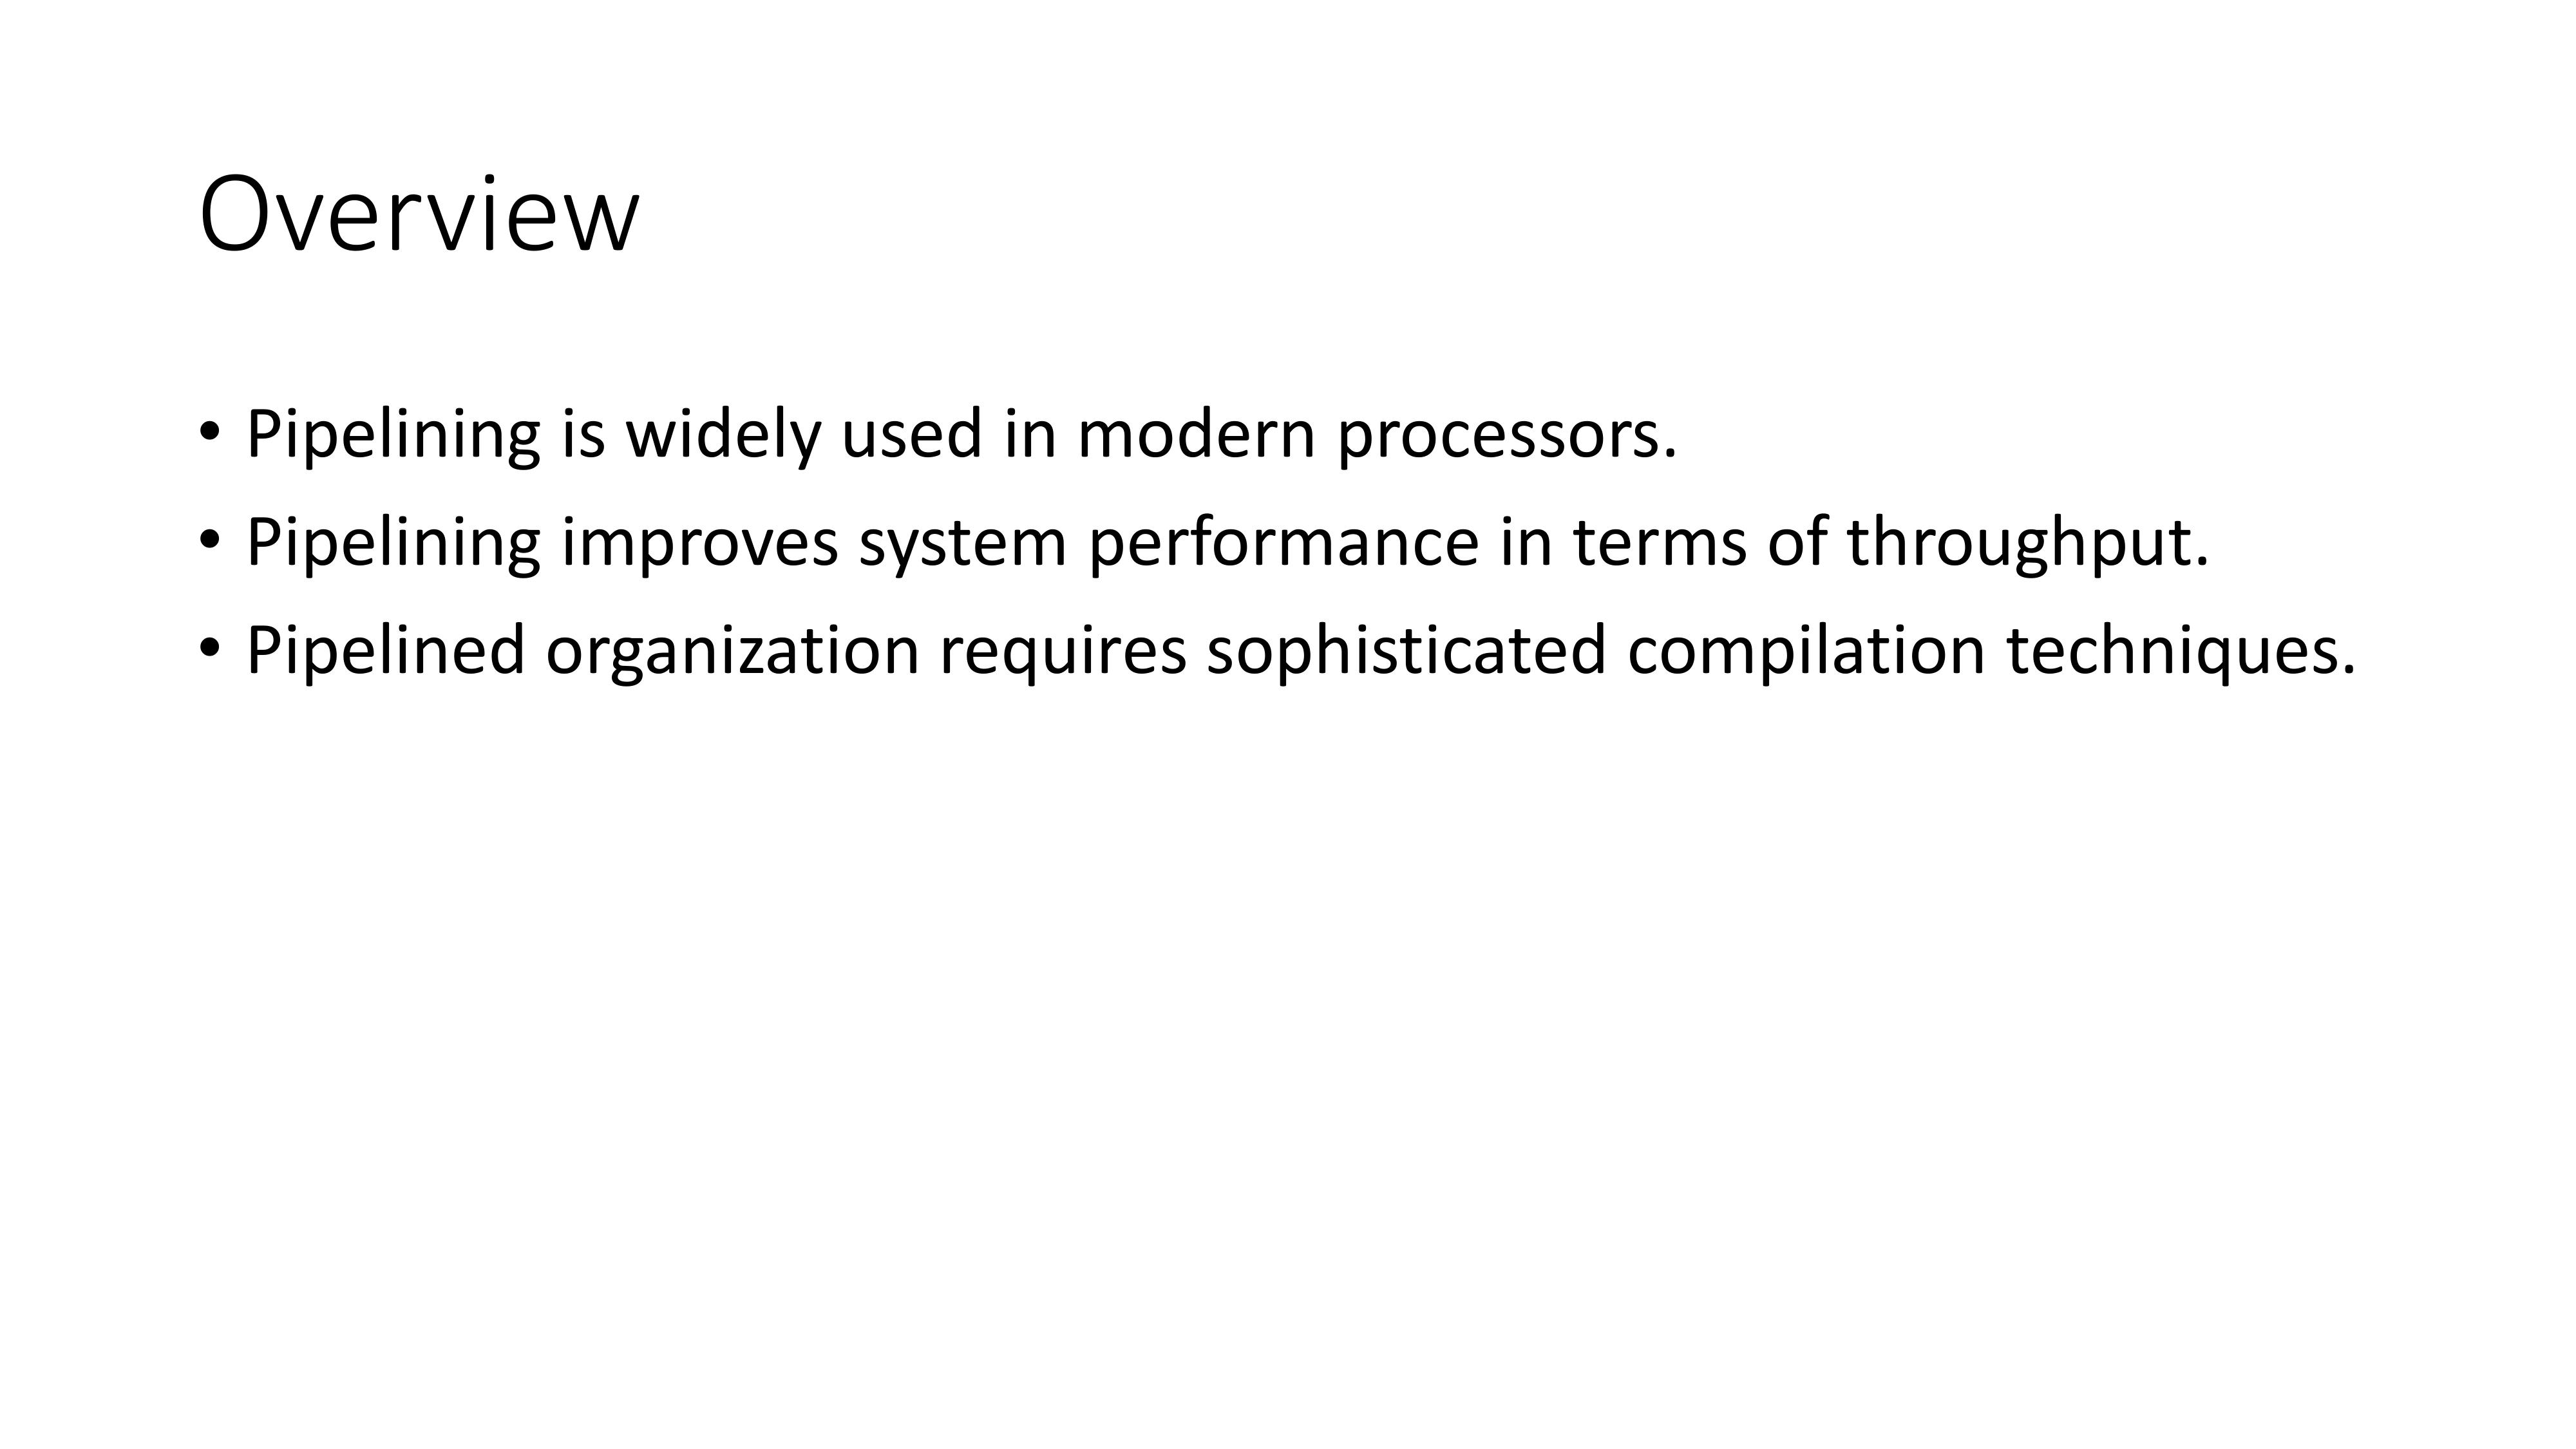 Overview
• Pipelining is widely used in modern processors.
• Pipelining improves system performance in terms of throughput.
• Pipelined organization requires sophisticated compilation techniques.